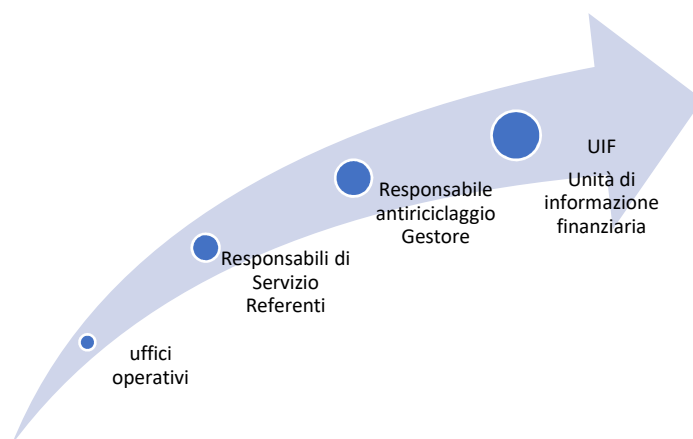 uffici
operativi
Responsabili di
Servizio
Referenti
Responsabile
antiriciclaggio
Gestore
UIF
Unità di
informazione
finanziaria